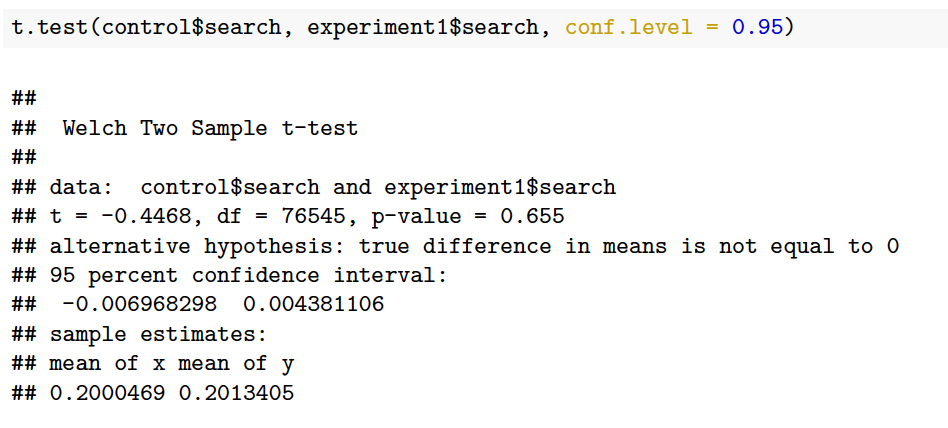 t.test(control$search, experiment1$search, conf.level = 0.95)
##
##  Welch Two Sample t-test
##
## data:  control$search and experiment1$search
## t = -0.4468, df = 76545, p-value = 0.655
## alternative hypothesis: true difference in means is not equal to 0
## 95 percent confidence interval:
##  -0.006968298  0.004381106
## sample estimates:
## mean of x mean of y
## 0.2000469 0.2013405